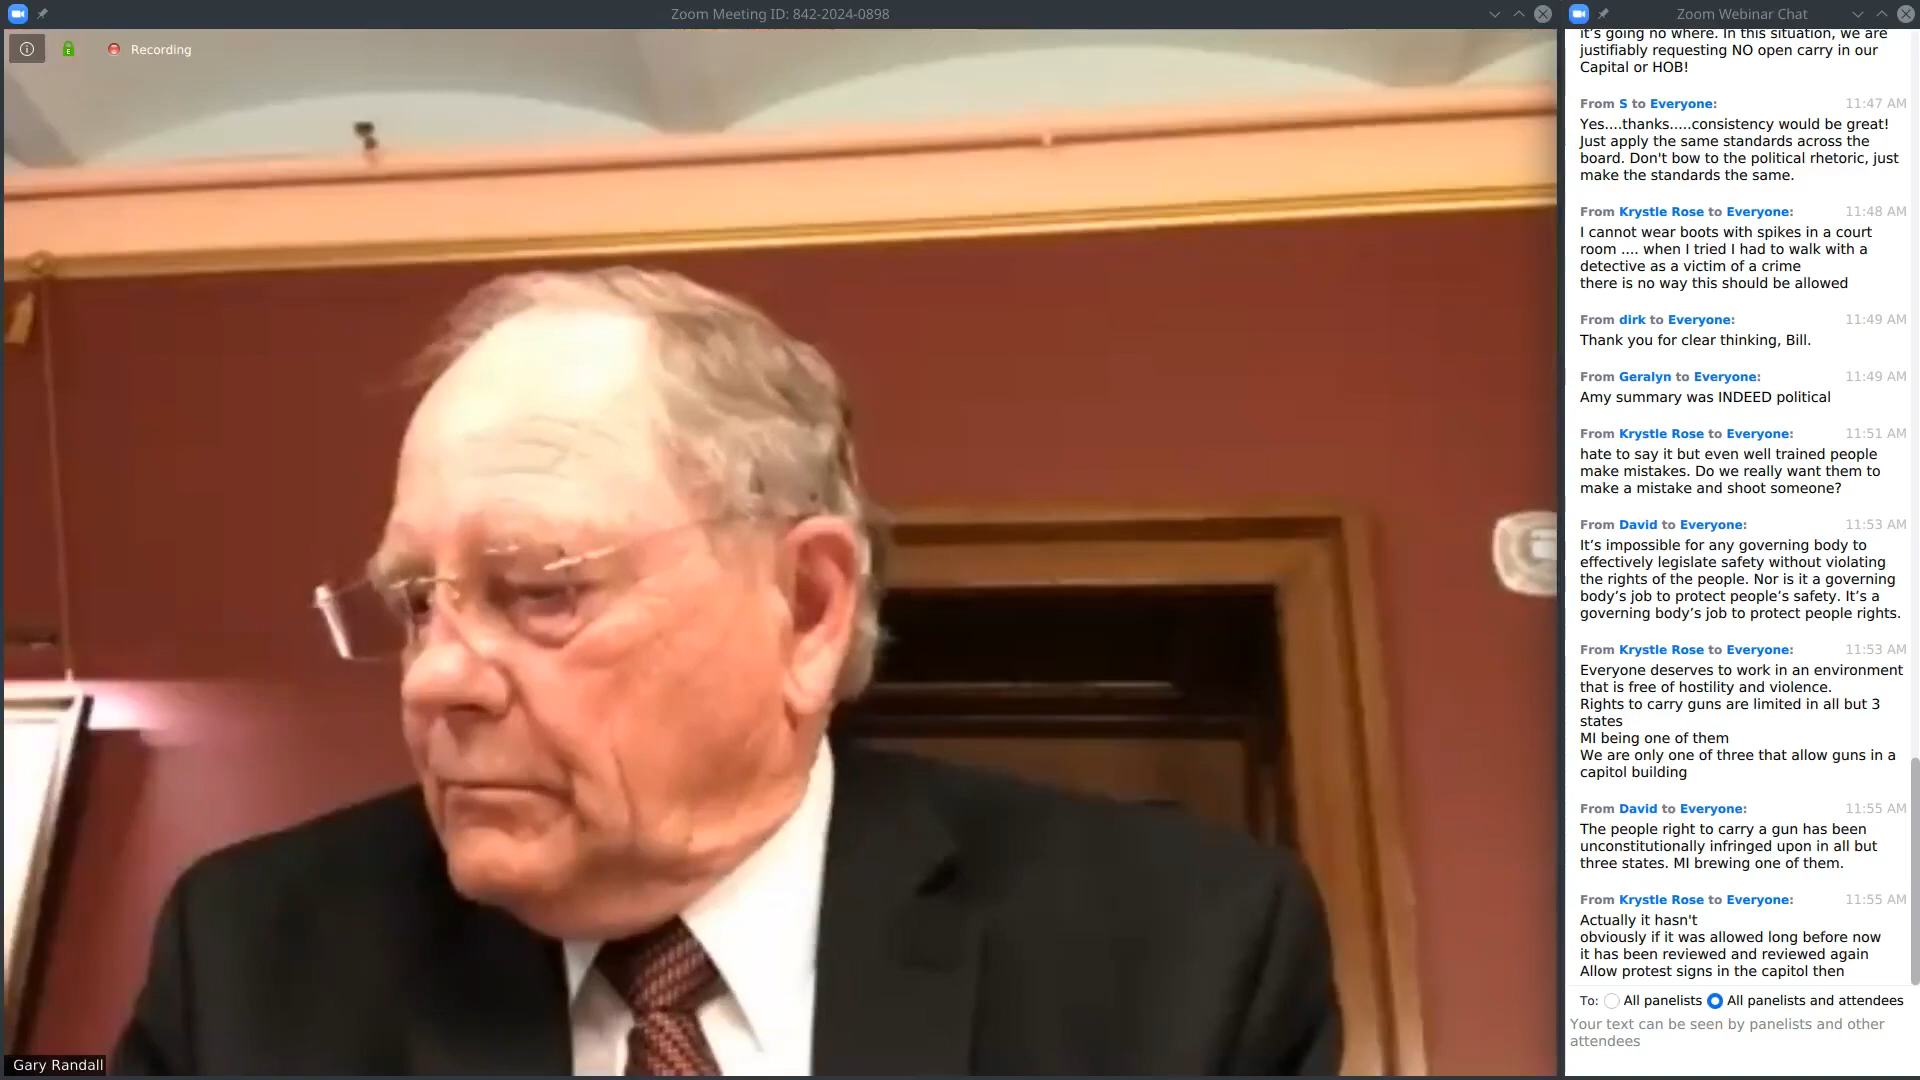 Zoom Meeting ID: 842-2024-0898
Recording
Gary Randall
Zoom Webinar Chat
it's going no where. In this situation, we are
justifiably requesting NO open carry in our
Capital or HOB!
From S to Everyone: 11:47 AM
Yes....thanks.....consistency would be great!
Just apply the same standards across the
board. Don't bow to the political rhetoric, just
make the standards the same.
From Krystle Rose to Everyone: 11:48 AM
I cannot wear boots with spikes in a court
room .... when I tried I had to walk with a
detective as a victim of a crime
there is no way this should be allowed
From dirk to Everyone: 11:49 AM
Thank you for clear thinking, Bill.
From Geralyn to Everyone: 11:49 AM
Amy summary was INDEED political
From Krystle Rose to Everyone: 11:51 AM
hate to say it but even well trained people
make mistakes. Do we really want them to
make a mistake and shoot someone?
From David to Everyone: 11:53 AM
It’s impossible for any governing body to
effectively legislate safety without violating
the rights of the people. Nor is it a governing
body’s job to protect people’s safety. It’s a
governing body’s job to protect people rights.
From Krystle Rose to Everyone: 11:53 AM
Everyone deserves to work in an environment
that is free of hostility and violence.
Rights to carry guns are limited in all but 3
states
MI being one of them
We are only one of three that allow guns in a
capitol building
From David to Everyone: 11:55 AM
The people right to carry a gun has been
unconstitutionally infringed upon in all but
three states. MI brewing one of them.
From Krystle Rose to Everyone: 11:55 AM
Actually it hasn't
obviously if it was allowed long before now
it has been reviewed and reviewed again
Allow protest signs in the capitol then
To: All panelists All panelists and attendees
Your text can be seen by panelists and other
attendees